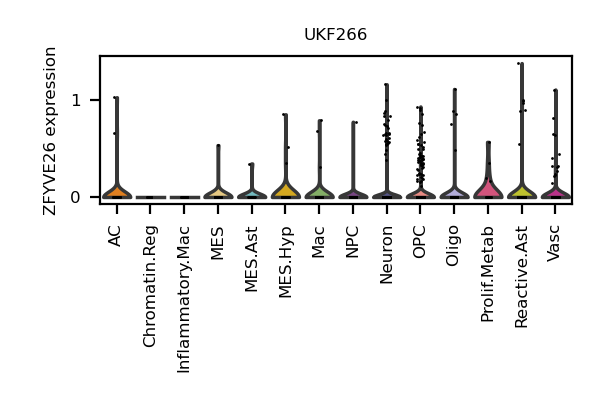 UKF266
ZFYVE26 expression
1
0
AC
Chromatin.Reg
Inflammatory.Mac
MES
MES.Ast
MES.Hyp
Mac
NPC
Neuron
OPC
Oligo
Prolif.Metab
Reactive.Ast
Vasc